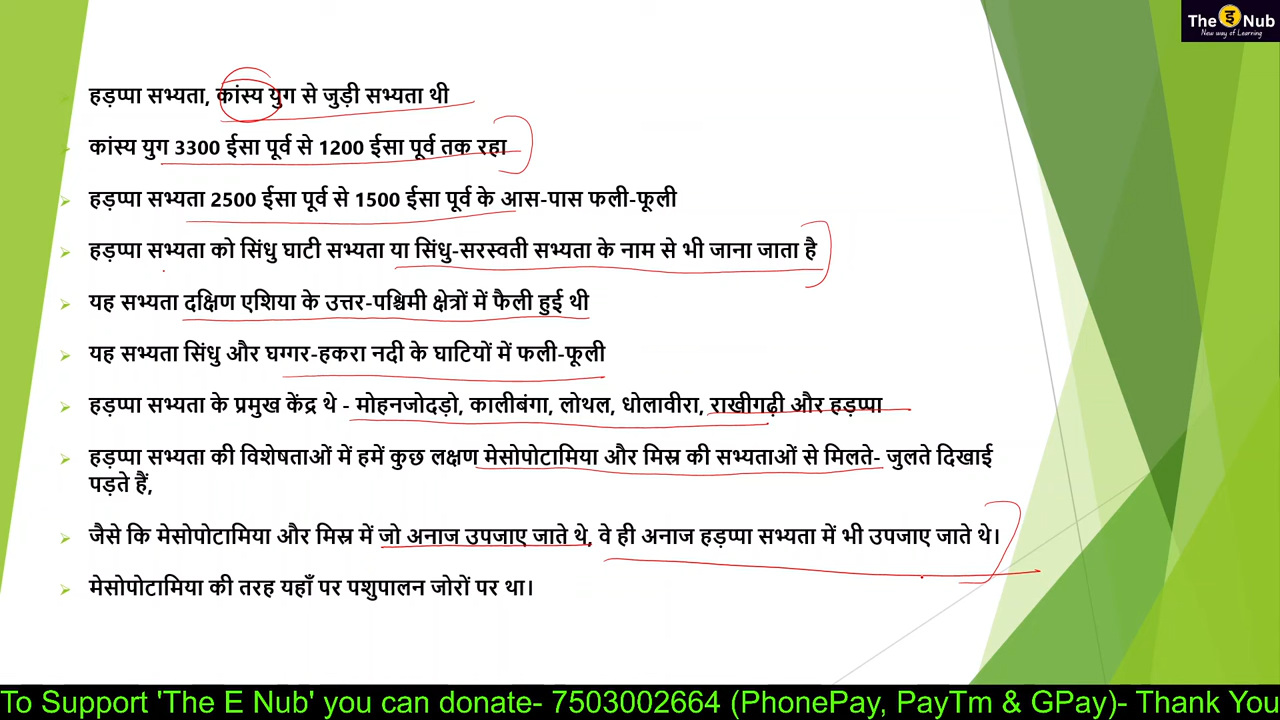 The इ Nub
New way of Learning
हड़प्पा सभ्यता, कांस्य युग से जुड़ी सभ्यता थी
कांस्य युग 3300 ईसा पूर्व से 1200 ईसा पूर्व तक रहा
हड़प्पा सभ्यता 2500 ईसा पूर्व से 1500 ईसा पूर्व के आस-पास फली-फूली
हड़प्पा सभ्यता को सिंधु घाटी सभ्यता या सिंधु-सरस्वती सभ्यता के नाम से भी जाना जाता है
यह सभ्यता दक्षिण एशिया के उत्तर-पश्चिमी क्षेत्रों में फैली हुई थी
यह सभ्यता सिंधु और घग्गर-हकरा नदी के घाटियों में फली-फूली
हड़प्पा सभ्यता के प्रमुख केंद्र थे - मोहनजोदड़ो, कालीबंगा, लोथल, धोलावीरा, राखीगढ़ी और हड़प्पा
हड़प्पा सभ्यता की विशेषताओं में हमें कुछ लक्षण मेसोपोटामिया और मिस्र की सभ्यताओं से मिलते- जुलते दिखाई
पड़ते हैं,
जैसे कि मेसोपोटामिया और मिस्र में जो अनाज उपजाए जाते थे, वे ही अनाज हड़प्पा सभ्यता में भी उपजाए जाते थे।
मेसोपोटामिया की तरह यहाँ पर पशुपालन जोरों पर था।
To Support 'The E Nub' you can donate- 7503002664 (PhonePay, PayTm & GPay)- Thank You